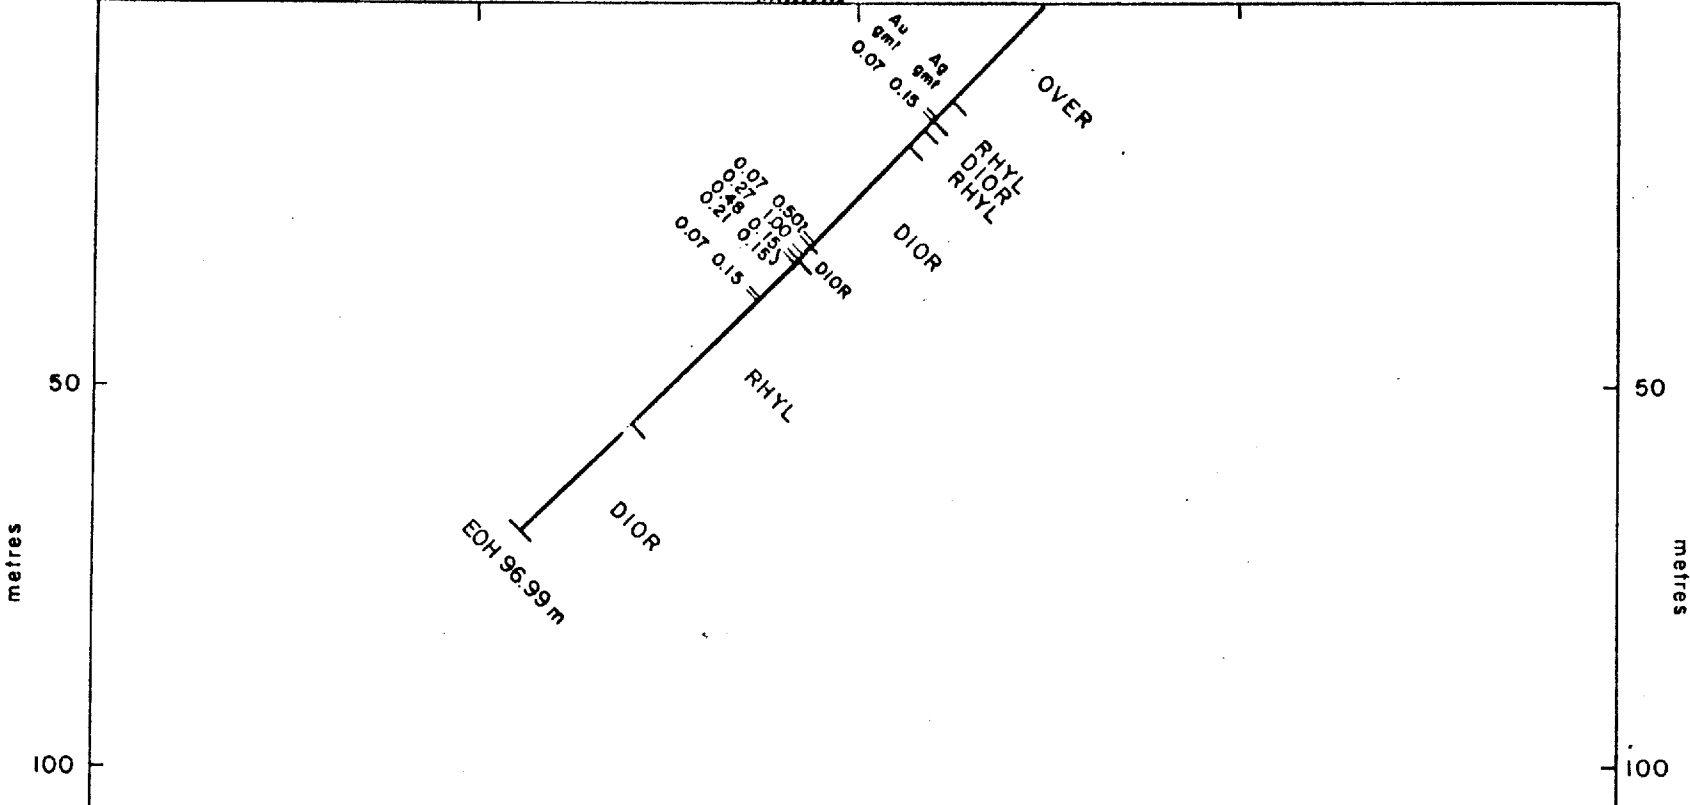 Au Ag
gmt gmt
0.07 0.15
OVER
RHYL
DIOR
RHYL
DIOR
0.07 0.50
0.27 1.00
0.48 0.15
0.21 0.15
DIOR
0.07 0.15
50
50
RHYL
DIOR
EOH 96.99 m
metres
metres
100
100